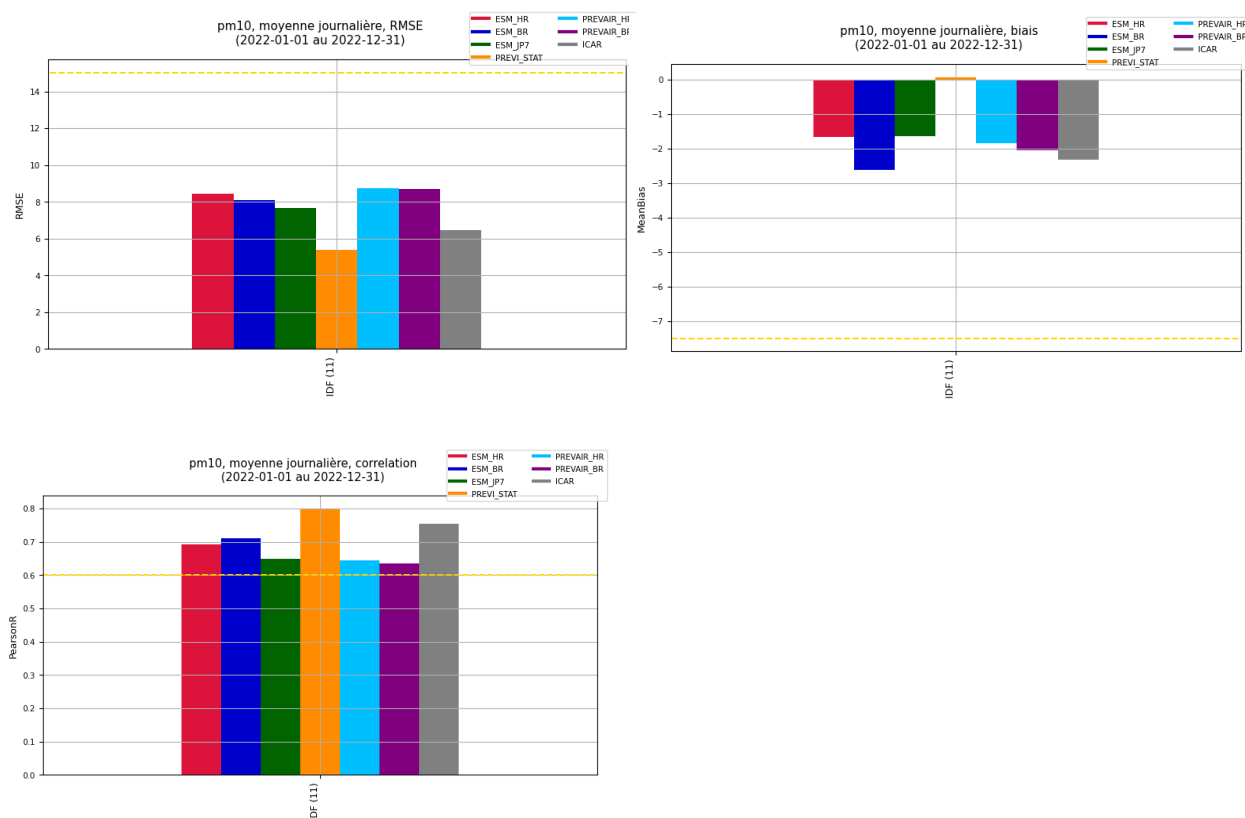 pm10, moyenne journalière, RMSE
(2022-01-01 au 2022-12-31)
ESM_HR
ESM_BR
ESM_JP7
PREVI_STAT
PREVAIR_HR
PREVAIR_BR
ICAR
14
12
10
8
6
4
2
0
RMSE
IDF (11)
pm10, moyenne journalière, biais
(2022-01-01 au 2022-12-31)
ESM_HR
ESM_BR
ESM_JP7
PREVI_STAT
PREVAIR_HR
PREVAIR_BR
ICAR
0
−1
−2
−3
−4
−5
−6
−7
MeanBias
IDF (11)
pm10, moyenne journalière, correlation
(2022-01-01 au 2022-12-31)
ESM_HR
ESM_BR
ESM_JP7
PREVI_STAT
PREVAIR_HR
PREVAIR_BR
ICAR
0.8
0.7
0.6
0.5
0.4
0.3
0.2
0.1
0.0
PearsonR
DF (11)